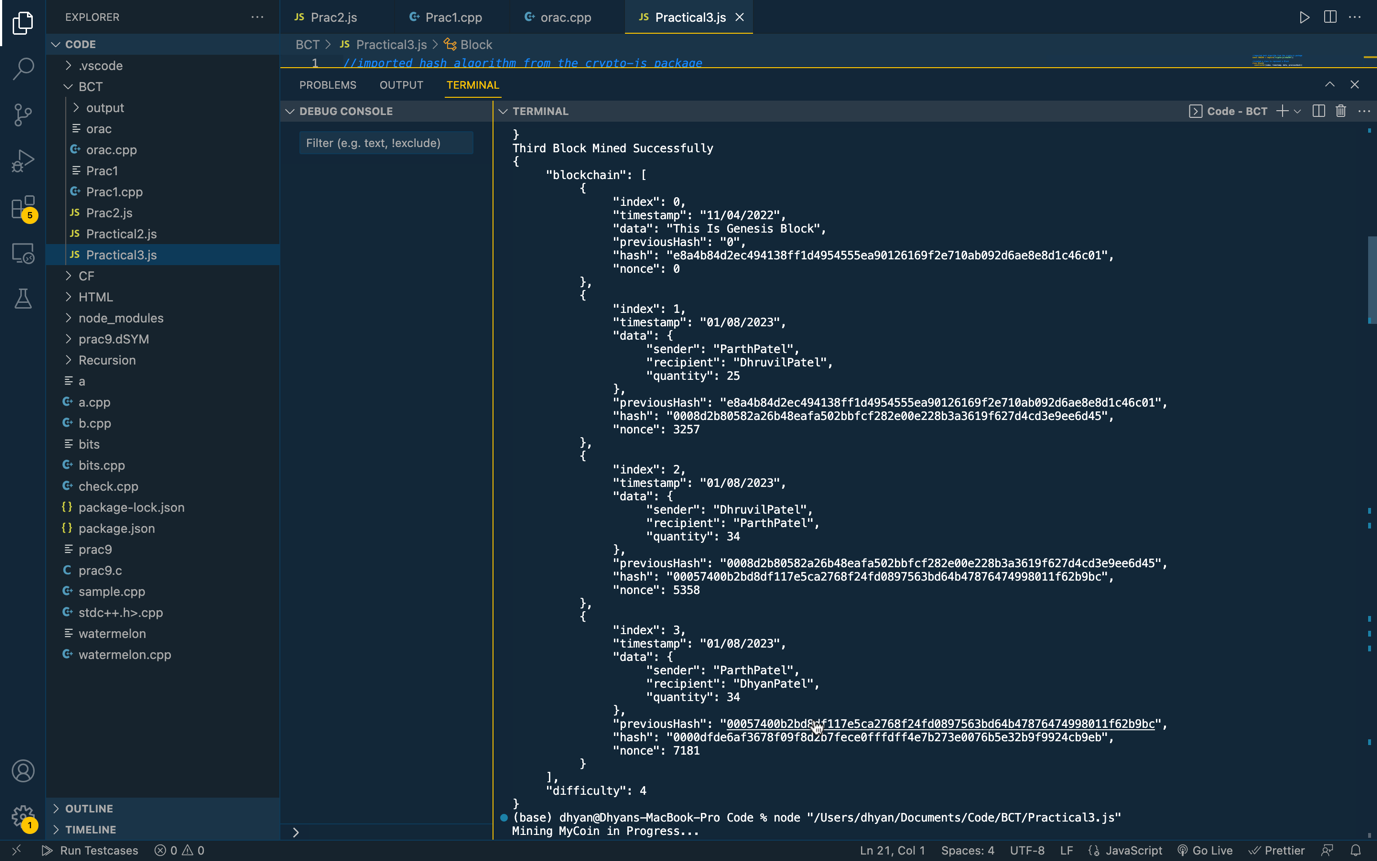 EXPLORER
CODE
.vscode
BCT
output
orac
orac.cpp
Prac1
Prac1.cpp
Prac2.js
Practical2.js
Practical3.js
CF
HTML
node_modules
prac9.dSYM
Recursion
a
a.cpp
b.cpp
bits
bits.cpp
check.cpp
package-lock.json
package.json
prac9
prac9.c
sample.cpp
stdc++.h>.cpp
watermelon
watermelon.cpp
OUTLINE
TIMELINE
5
1
JS Prac2.js Prac1.cpp orac.cpp JS Practical3.js
BCT > JS Practical3.js > Block
1 //imported hash algorithm from the crypto-js package
PROBLEMS OUTPUT TERMINAL
DEBUG CONSOLE
Filter (e.g. text, !exclude)
TERMINAL Code - BCT
}
Third Block Mined Successfully
{
"blockchain": [
{
"index": 0,
"timestamp": "11/04/2022",
"data": "This Is Genesis Block",
"previousHash": "0",
"hash": "e8a4b84d2ec494138ff1d4954555ea90126169f2e710ab092d6ae8e8d1c46c01",
"nonce": 0
},
{
"index": 1,
"timestamp": "01/08/2023",
"data": {
"sender": "ParthPatel",
"recipient": "DhruvilPatel",
"quantity": 25
},
"previousHash": "e8a4b84d2ec494138ff1d4954555ea90126169f2e710ab092d6ae8e8d1c46c01",
"hash": "0008d2b80582a26b48eafa502bbfcf282e00e228b3a3619f627d4cd3e9ee6d45",
"nonce": 3257
},
{
"index": 2,
"timestamp": "01/08/2023",
"data": {
"sender": "DhruvilPatel",
"recipient": "ParthPatel",
"quantity": 34
},
"previousHash": "0008d2b80582a26b48eafa502bbfcf282e00e228b3a3619f627d4cd3e9ee6d45",
"hash": "00057400b2bd8df117e5ca2768f24fd0897563bd64b47876474998011f62b9bc",
"nonce": 5358
},
{
"index": 3,
"timestamp": "01/08/2023",
"data": {
"sender": "ParthPatel",
"recipient": "DhyanPatel",
"quantity": 34
},
"previousHash": "00057400b2bd8df117e5ca2768f24fd0897563bd64b47876474998011f62b9bc",
"hash": "0000dfde6af3678f09f8d2b7fece0fffdff4e7b273e0076b5e32b9f9924cb9eb",
"nonce": 7181
}
],
"difficulty": 4
}
(base) dhyan@Dhyans-MacBook-Pro Code % node "/Users/dhyan/Documents/Code/BCT/Practical3.js"
Mining MyCoin in Progress...
Run Testcases 0 0 Ln 21, Col 1 Spaces: 4 UTF-8 LF {} JavaScript Go Live Prettier